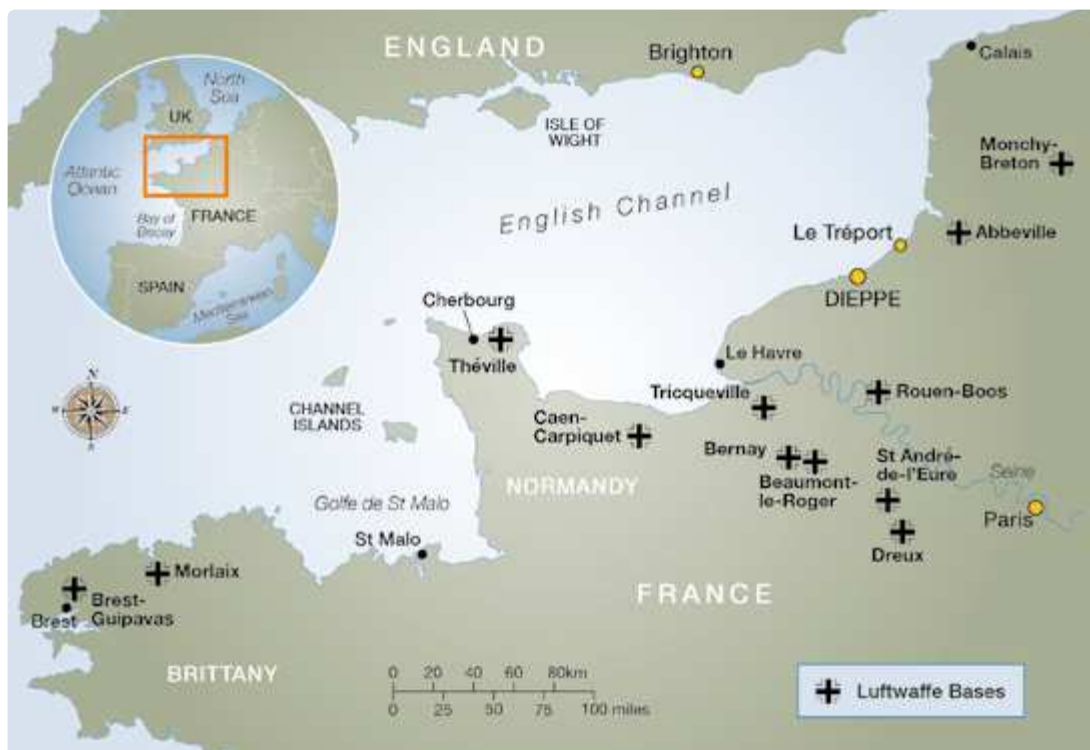 ENGLAND
Brighton
Calais
ISLE OF
WIGHT
North
Sea
UK
Atlantic
Ocean
FRANCE
Bay of
Biscay
SPAIN
Mediterranean
Sea
Monchy-
Breton
English Channel
Le Tréport
Abbeville
DIEPPE
Cherbourg
Théville
Le Havre
N
W
E
S
CHANNEL
ISLANDS
Tricqueville
Rouen-Boos
Caen-
Carpiquet
Bernay
St André-
de-l'Eure
Beaumont-
le-Roger
Seine
NORMANDY
Golfe de St Malo
Paris
St Malo
Dreux
Morlaix
Brest-
Guipavas
Brest
FRANCE
BRITTANY
0 20 40 60 80km
0 25 50 75 100 miles
Luftwaffe Bases